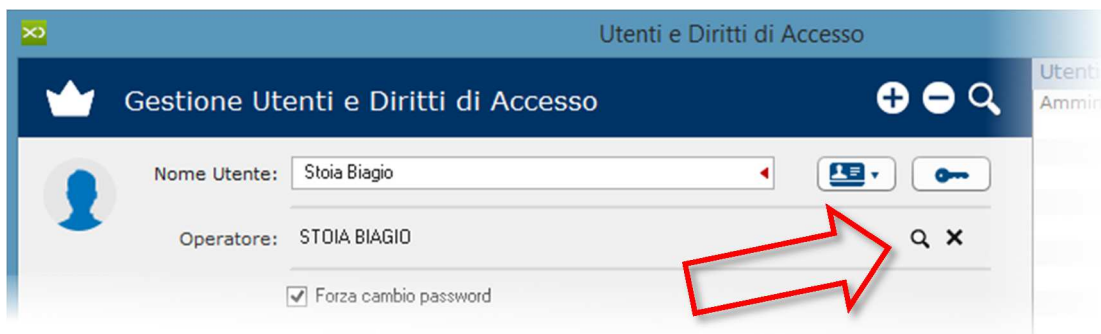 Utenti e Diritti di Accesso
Gestione Utenti e Diritti di Accesso
Utenti
Nome Utente: Stoia Biagio
Operatore: STOIA BIAGIO
Forza cambio password